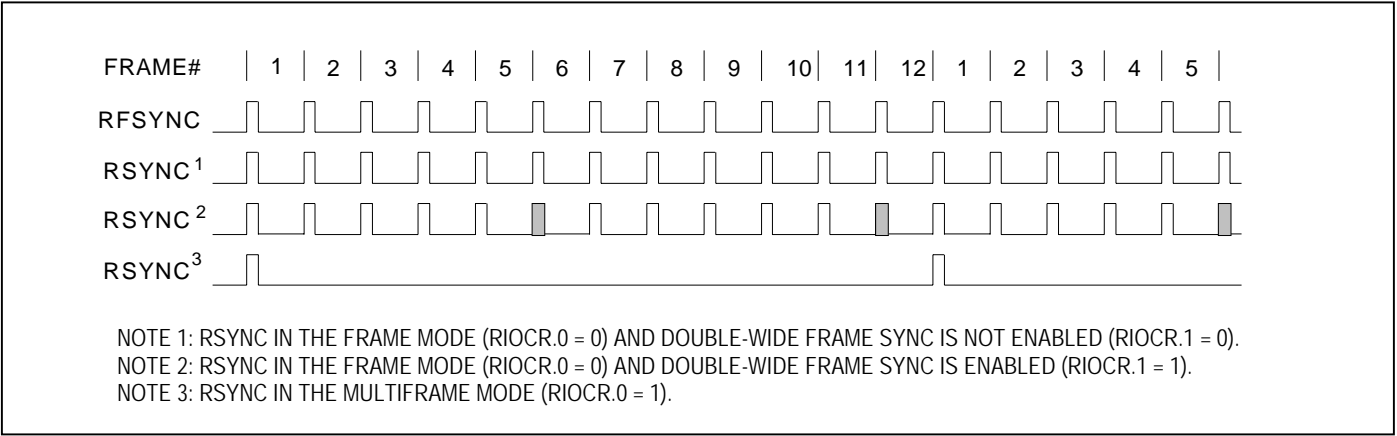 FRAME# 1 2 3 4 5 6 7 8 9 10 11 12 1 2 3 4 5
RFSYNC
RSYNC 1
RSYNC 2
RSYNC 3
NOTE 1: RSYNC IN THE FRAME MODE (RIOCR.0 = 0) AND DOUBLE-WIDE FRAME SYNC IS NOT ENABLED (RIOCR.1 = 0).
NOTE 2: RSYNC IN THE FRAME MODE (RIOCR.0 = 0) AND DOUBLE-WIDE FRAME SYNC IS ENABLED (RIOCR.1 = 1).
NOTE 3: RSYNC IN THE MULTIFRAME MODE (RIOCR.0 = 1).